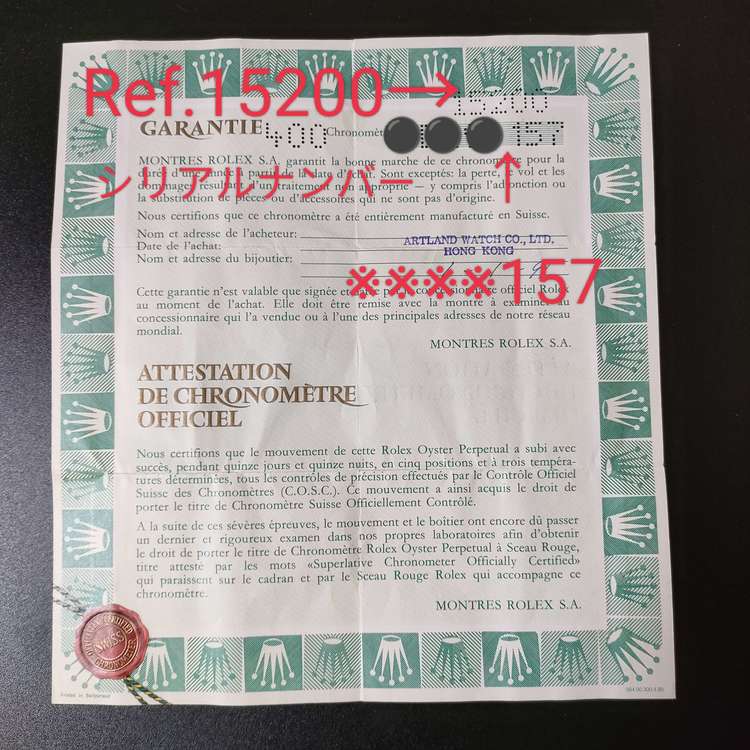 Ref.15200→
15200
GARANTIE 400 Chronomèt 157
MONTRES ROLEX S.A. garantit la bonne marche de ce chronomètre pour la
シリアルナンバー ↑
d'un an à partir de la achat. Sont exceptés: la perte, le vol et les
dommages résultant d'un traitement non approprié — y compris l'adjonction ou
la substitution de pièces ou d'accessoires qui ne sont pas d'origine.
Nous certifions que ce chronomètre a été entièrement manufacturé en Suisse.
Nom et adresse de l'acheteur:
ARTLAND WATCH CO., LTD.
Date de l'achat:
HONG KONG
Nom et adresse du bijoutier:
※※※※157
Cette garantie n'est valable que signée et par le concessionnaire officiel Rolex
au moment de l'achat. Elle doit être remise avec la montre à examiner au
concessionnaire qui l'a vendue ou à l'une des principales adresses de notre réseau
mondial.
MONTRES ROLEX S.A.
ATTESTATION
DE CHRONOMÈTRE
OFFICIEL
Nous certifions que le mouvement de cette Rolex Oyster Perpetual a subi avec
succès, pendant quinze jours et quinze nuits, en cinq positions et à trois tempéra-
tures déterminées, tous les contrôles de précision effectués par le Contrôle Officiel
Suisse des Chronomètres (C.O.S.C.). Ce mouvement a ainsi acquis le droit de
porter le titre de Chronomètre Suisse Officiellement Contrôlé.
A la suite de ces sévères épreuves, le mouvement et le boîtier ont encore dû passer
un dernier et rigoureux examen dans nos propres laboratoires afin d'obtenir
le droit de porter le titre de Chronomètre Rolex Oyster Perpetual à Sceau Rouge,
titre attesté par les mots «Superlative Chronometer Officially Certified»
qui paraissent sur le cadran et par le Sceau Rouge Rolex qui accompagne ce
chronomètre.
MONTRES ROLEX S.A.
OFFICIALLY CERTIFIED
SWISS
CHRONOMETER
Printed in Switzerland